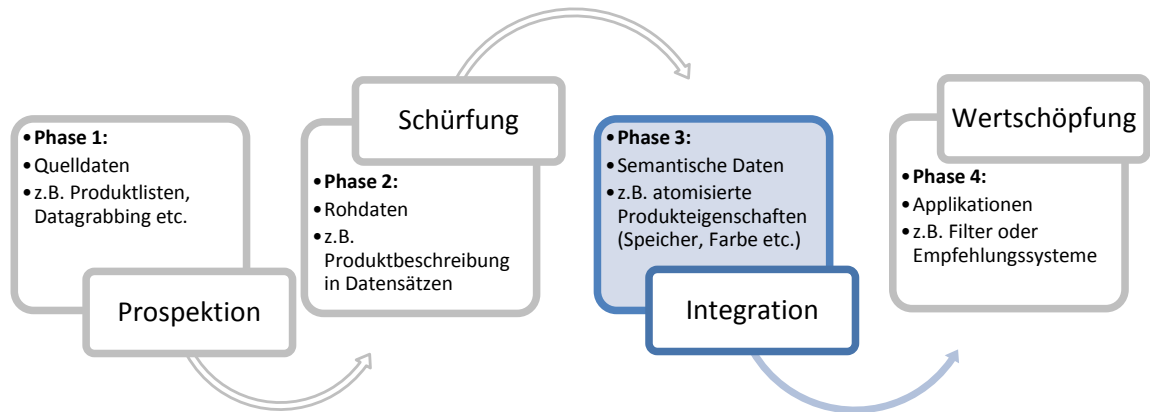 • Phase 1:
• Quelldaten
• z.B. Produktlisten,
Datagrabbing etc.
Prospektion
Schürfung
• Phase 2:
• Rohdaten
• z.B.
Produktbeschreibung
in Datensätzen
• Phase 3:
• Semantische Daten
• z.B. atomisierte
Produkteigenschaften
(Speicher, Farbe etc.)
Integration
Wertschöpfung
• Phase 4:
• Applikationen
• z.B. Filter oder
Empfehlungssysteme